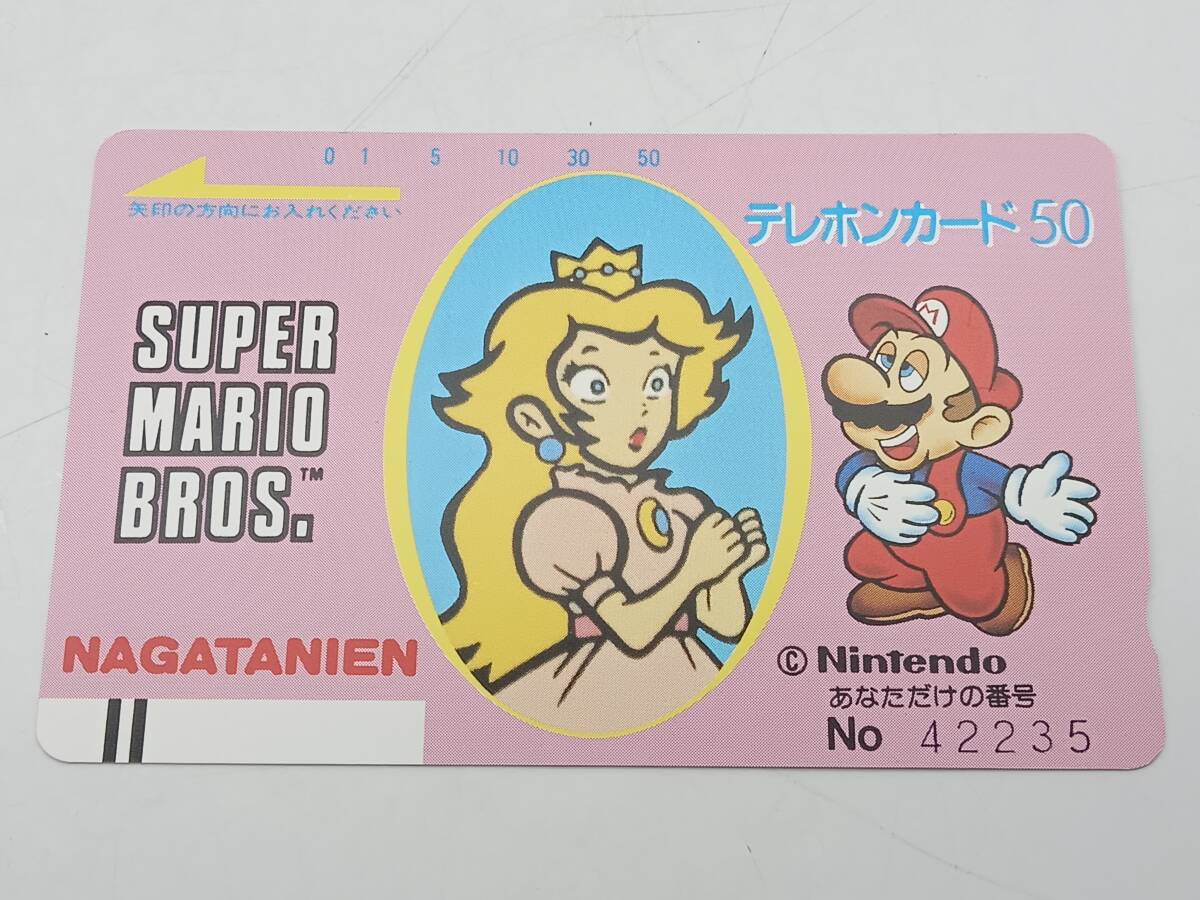 0 1 5 10 30 50
矢印の方向にお入れください
テレホンカード 50
SUPER
MARIO
BROS.™
M
NAGATANIEN
© Nintendo
あなただけの番号
No 42235